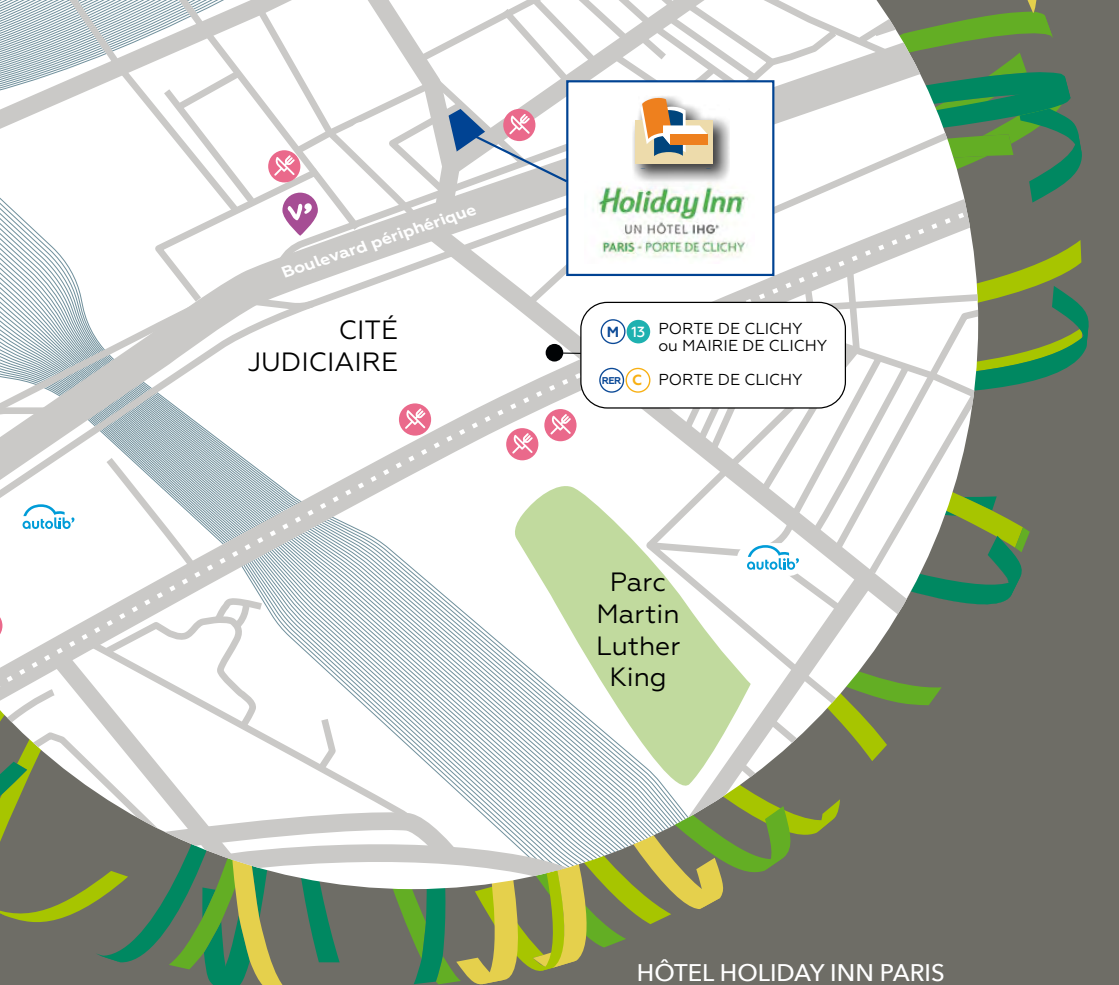 Holiday Inn
UN HÔTEL IHG®
PARIS - PORTE DE CLICHY
V'
Boulevard périphérique
CITÉ
JUDICIAIRE
M 13 PORTE DE CLICHY
ou MAIRIE DE CLICHY
RER C PORTE DE CLICHY
autolib'
autolib'
Parc
Martin
Luther
King
HÔTEL HOLIDAY INN PARIS